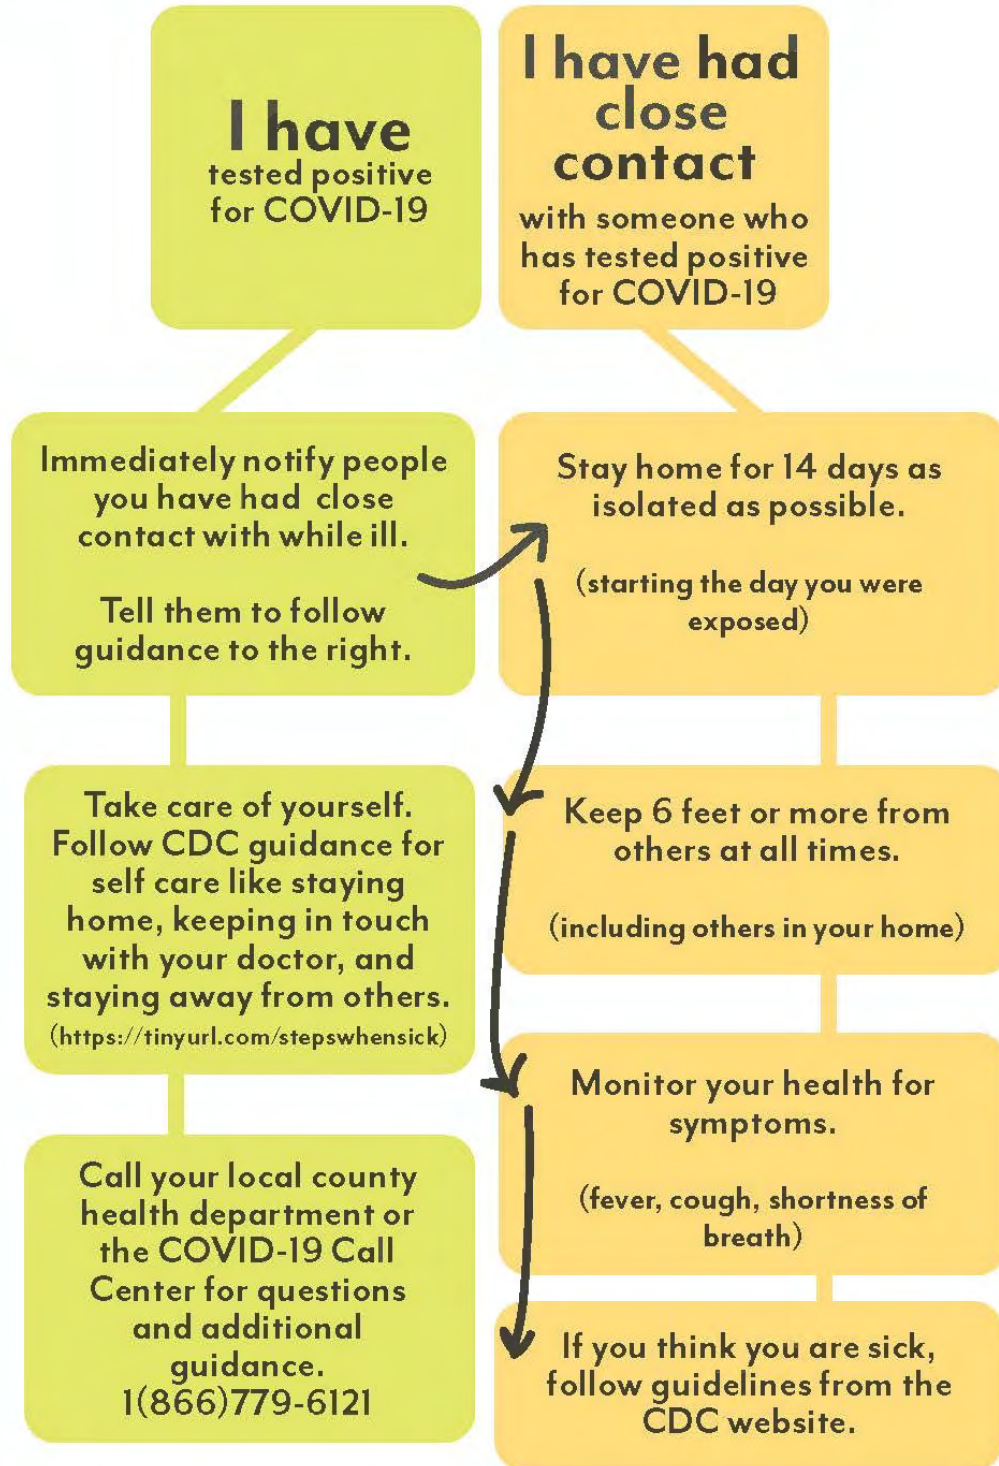 I have
tested positive
for COVID-19
Immediately notify people
you have had close
contact with while ill.
Tell them to follow
guidance to the right.
Take care of yourself.
Follow CDC guidance for
self care like staying
home, keeping in touch
with your doctor, and
staying away from others.
(https://tinyurl.com/stepswhensick)
Call your local county
health department or
the COVID-19 Call
Center for questions
and additional
guidance.
1(866)779-6121
I have had
close
contact
with someone who
has tested positive
for COVID-19
Stay home for 14 days as
isolated as possible.
(starting the day you were
exposed)
Keep 6 feet or more from
others at all times.
(including others in your home)
Monitor your health for
symptoms.
(fever, cough, shortness of
breath)
If you think you are sick,
follow guidelines from the
CDC website.